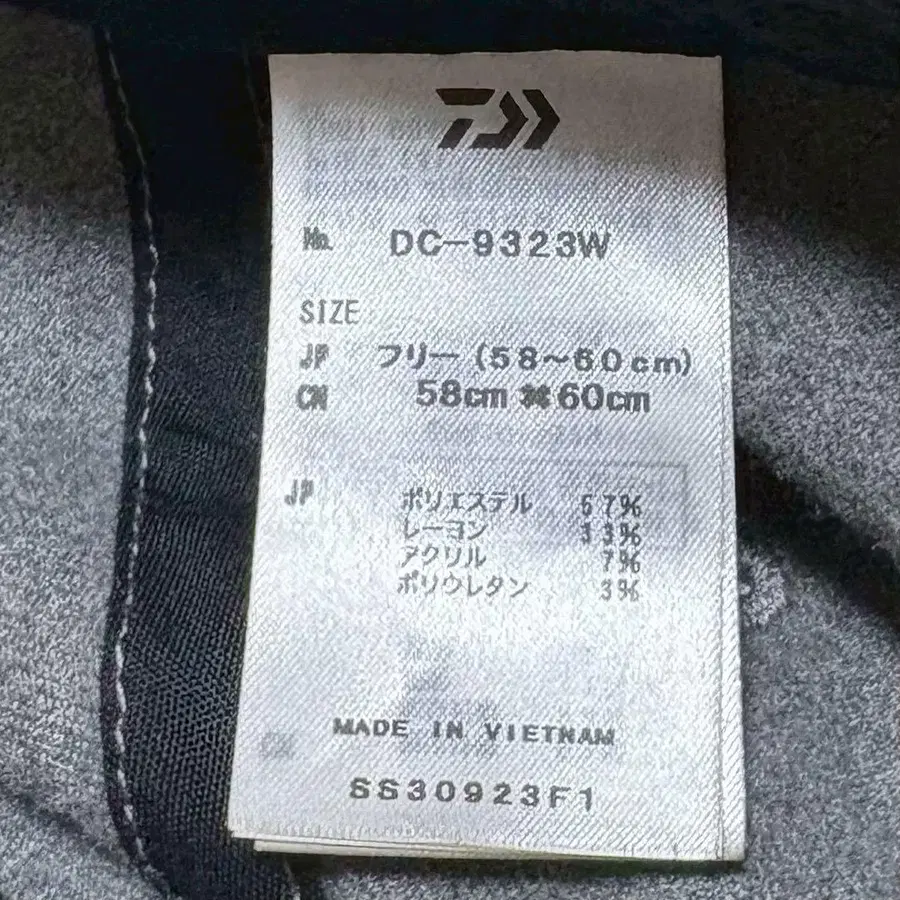 No. DC-9323W
SIZE
JP フリー (58～60cm)
CN 58cm※60cm
JP ポリエステル 57%
レーヨン 33%
アクリル 7%
ポリウレタン 3%
MADE IN VIETNAM
SS30923F1